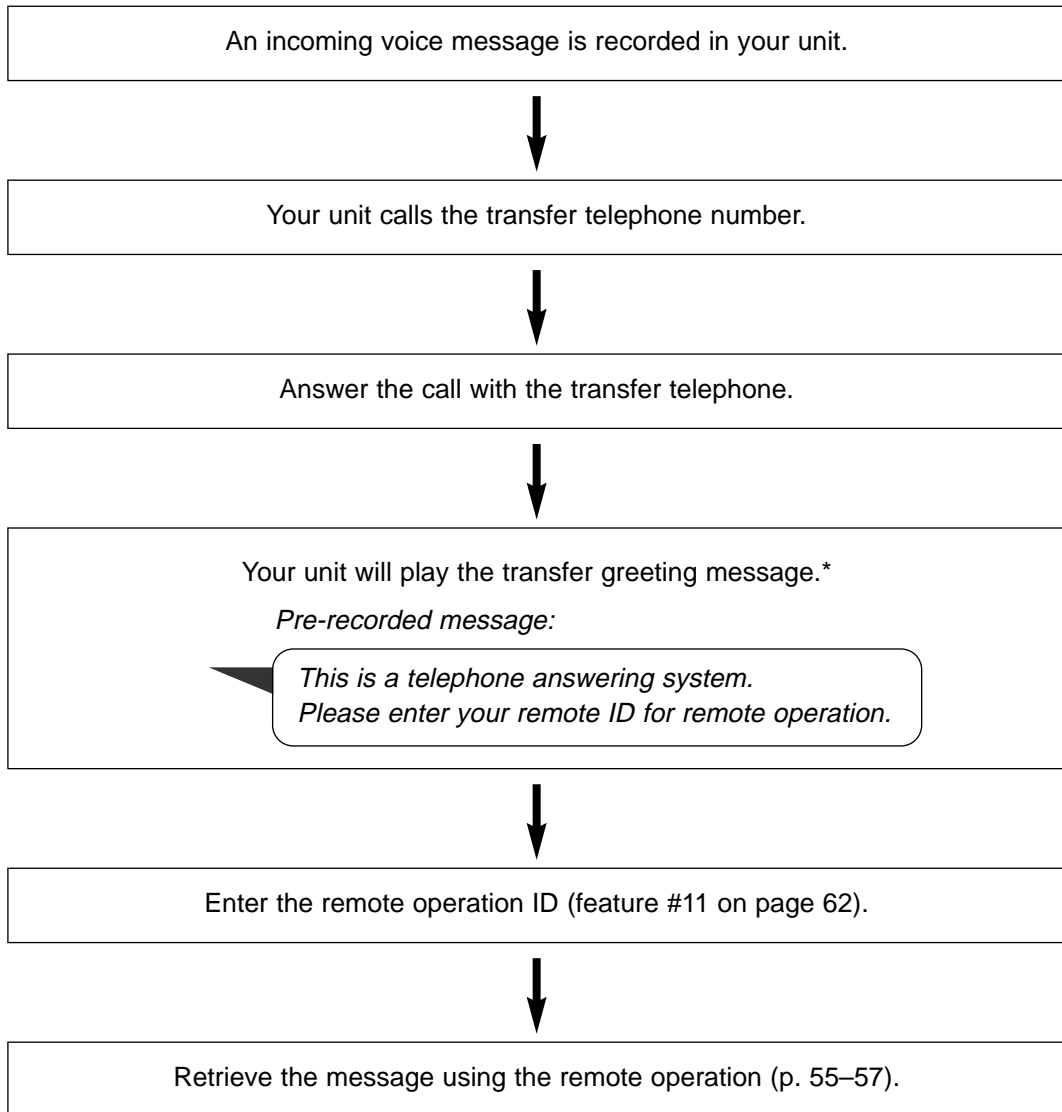 An incoming voice message is recorded in your unit.
Your unit calls the transfer telephone number.
Answer the call with the transfer telephone.
Your unit will play the transfer greeting message.*
Pre-recorded message:
This is a telephone answering system.
Please enter your remote ID for remote operation.
Enter the remote operation ID (feature #11 on page 62).
Retrieve the message using the remote operation (p. 55–57).